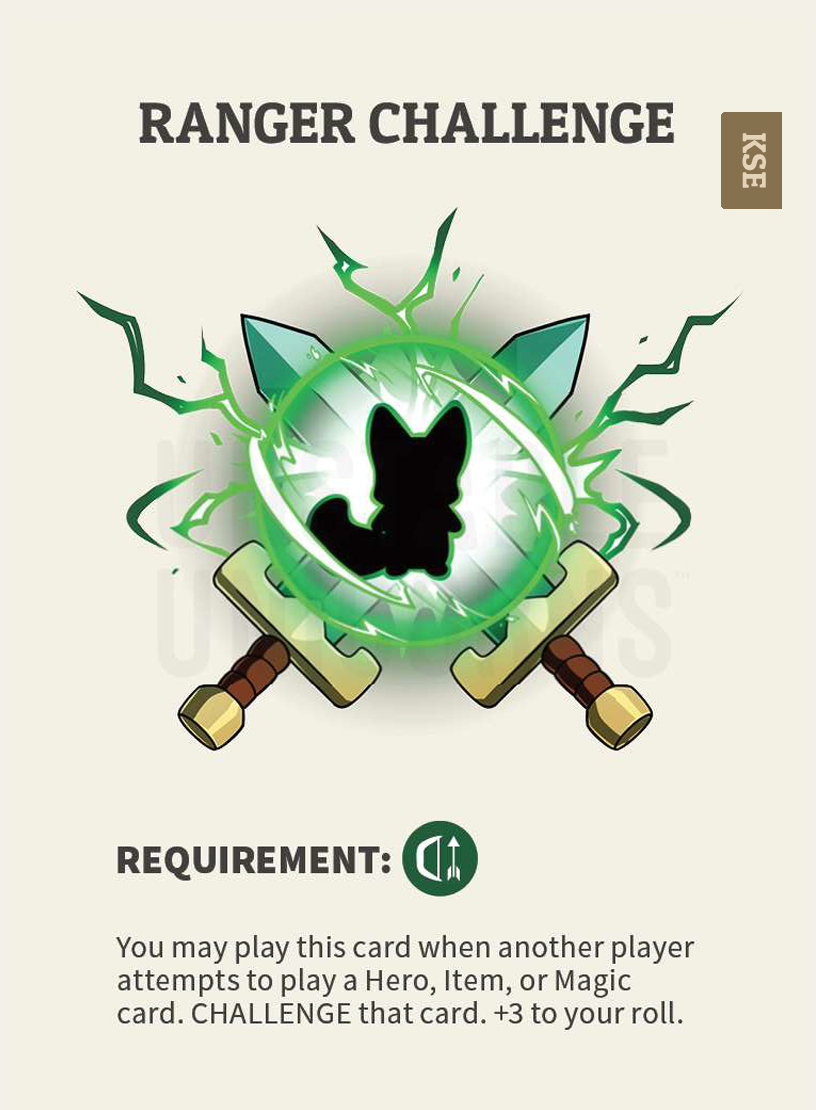 RANGER CHALLENGE
KSE
REQUIREMENT:
You may play this card when another player
attempts to play a Hero, Item, or Magic
card. CHALLENGE that card. +3 to your roll.